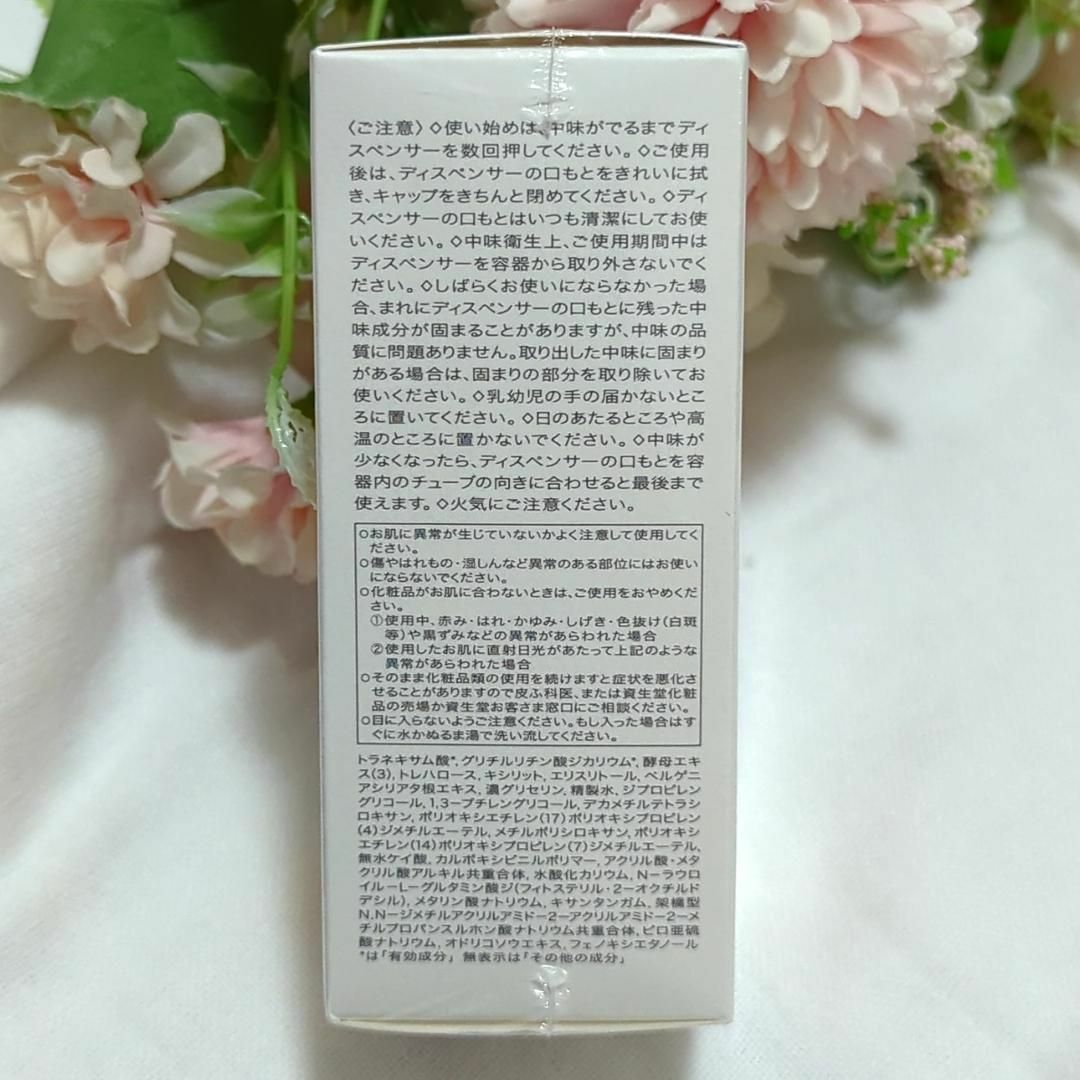 〈ご注意〉◇使い始めは、中味がでるまでディ
スペンサーを数回押してください。◇ご使用
後は、ディスペンサーの口もとをきれいに拭
き、キャップをきちんと閉めてください。◇ディ
スペンサーの口もとはいつも清潔にしてお使
いください。◇中味衛生上、ご使用期間中は
ディスペンサーを容器から取り外さないでく
ださい。◇しばらくお使いにならなかった場
合、まれにディスペンサーの口もとに残った中
味成分が固まることがありますが、中味の品
質に問題ありません。取り出した中味に固まり
がある場合は、固まりの部分を取り除いてお
使いください。◇乳幼児の手の届かないとこ
ろに置いてください。◇日のあたるところや高
温のところに置かないでください。◇中味が
少なくなったら、ディスペンサーの口もとを容
器内のチューブの向きに合わせると最後まで
使えます。◇火気にご注意ください。
○お肌に異常が生じていないかよく注意して使用してく
ださい。
○傷やはれもの・湿しんなど異常のある部位にはお使い
にならないでください。
○化粧品がお肌に合わないときは、ご使用をおやめくだ
さい。
①使用中、赤み・はれ・かゆみ・しげき・色抜け(白斑
等)や黒ずみなどの異常があらわれた場合
②使用したお肌に直射日光があたって上記のような
異常があらわれた場合
○そのまま化粧品類の使用を続けますと症状を悪化さ
せることがありますので皮ふ科医、または資生堂化粧
品の売場か資生堂お客さま窓口にご相談ください。
○目に入らないようご注意ください。もし入った場合はす
ぐに水かぬるま湯で洗い流してください。
トラネキサム酸*, グリチルリチン酸ジカリウム*, 酵母エキ
ス(3), トレハロース, キシリット, エリスリトール, ベルゲニ
アシリアタ根エキス, 濃グリセリン, 精製水, ジプロピレン
グリコール, 1,3-ブチレングリコール, デカメチルテトラシ
ロキサン, ポリオキシエチレン(17)ポリオキシプロピレン
(4)ジメチルエーテル, メチルポリシロキサン, ポリオキシ
エチレン(14)ポリオキシプロピレン(7)ジメチルエーテル,
無水ケイ酸, カルボキシビニルポリマー, アクリル酸・メタ
クリル酸アルキル共重合体, 水酸化カリウム, N-ラウロ
イル-L-グルタミン酸ジ(フィトステリル・2-オクチルド
デシル), メタリン酸ナトリウム, キサンタンガム, 架橋型
N,N-ジメチルアクリルアミド-2-アクリルアミド-2-メ
チルプロパンスルホン酸ナトリウム共重合体, ピロ亜硫
酸ナトリウム, オドリコソウエキス, フェノキシエタノール
*は「有効成分」 無表示は「その他の成分」